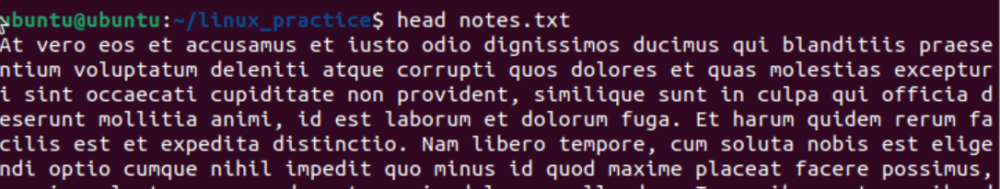 ubuntu@ubuntu:~/linux_practice$ head notes.txt
At vero eos et accusamus et iusto odio dignissimos ducimus qui blanditiis praese
ntium voluptatum deleniti atque corrupti quos dolores et quas molestias exceptur
i sint occaecati cupiditate non provident, similique sunt in culpa qui officia d
eserunt mollitia animi, id est laborum et dolorum fuga. Et harum quidem rerum fa
cilis est et expedita distinctio. Nam libero tempore, cum soluta nobis est elige
ndi optio cumque nihil impedit quo minus id quod maxime placeat facere possimus,